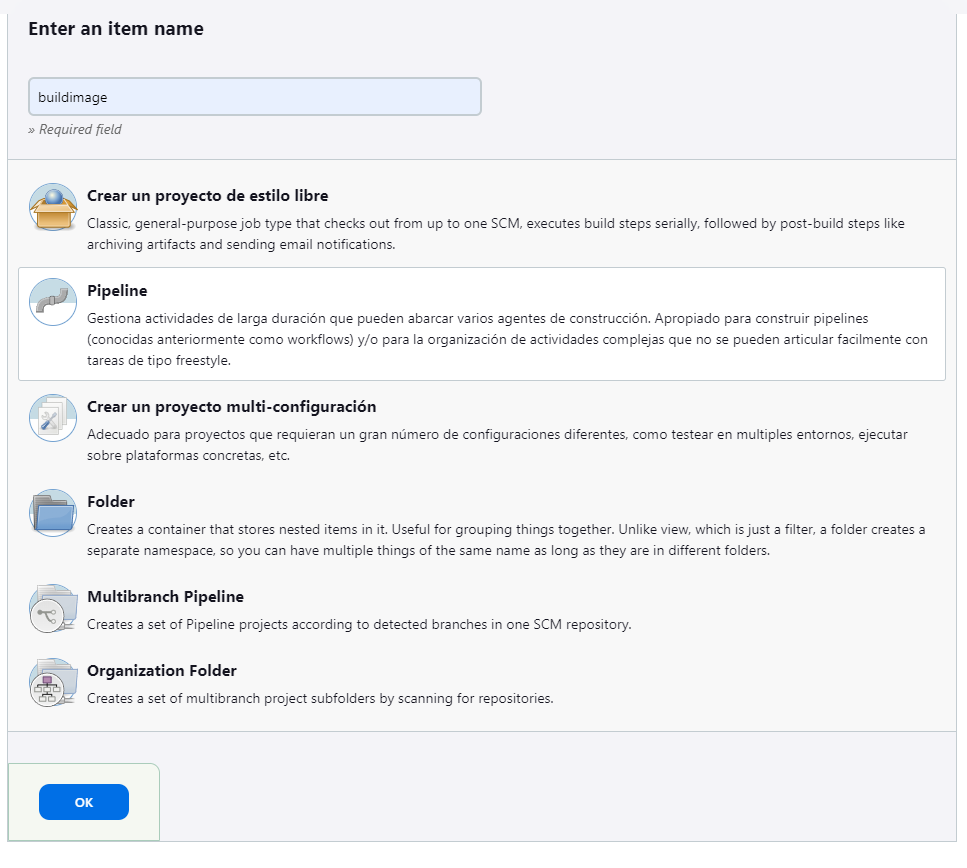 Enter an item name
buildimage
» Required field
Crear un proyecto de estilo libre
Classic, general-purpose job type that checks out from up to one SCM, executes build steps serially, followed by post-build steps like
archiving artifacts and sending email notifications.
Pipeline
Gestiona actividades de larga duración que pueden abarcar varios agentes de construcción. Apropiado para construir pipelines
(conocidas anteriormente como workflows) y/o para la organización de actividades complejas que no se pueden articular facilmente con
tareas de tipo freestyle.
Crear un proyecto multi-configuración
Adecuado para proyectos que requieran un gran número de configuraciones diferentes, como testear en multiples entornos, ejecutar
sobre plataformas concretas, etc.
Folder
Creates a container that stores nested items in it. Useful for grouping things together. Unlike view, which is just a filter, a folder creates a
separate namespace, so you can have multiple things of the same name as long as they are in different folders.
Multibranch Pipeline
Creates a set of Pipeline projects according to detected branches in one SCM repository.
Organization Folder
Creates a set of multibranch project subfolders by scanning for repositories.
OK